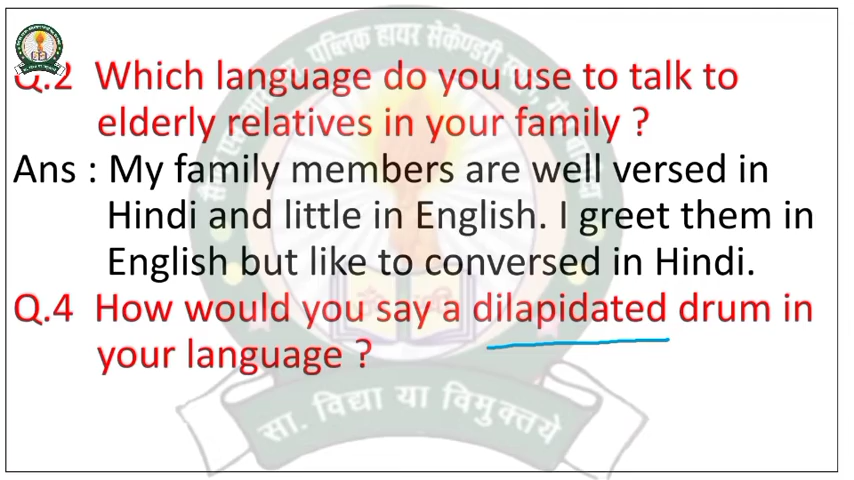 Q.2 Which language do you use to talk to
elderly relatives in your family ?
Ans : My family members are well versed in
Hindi and little in English. I greet them in
English but like to conversed in Hindi.
Q.4 How would you say a dilapidated drum in
your language ?
सा. विद्या या विमुक्तये